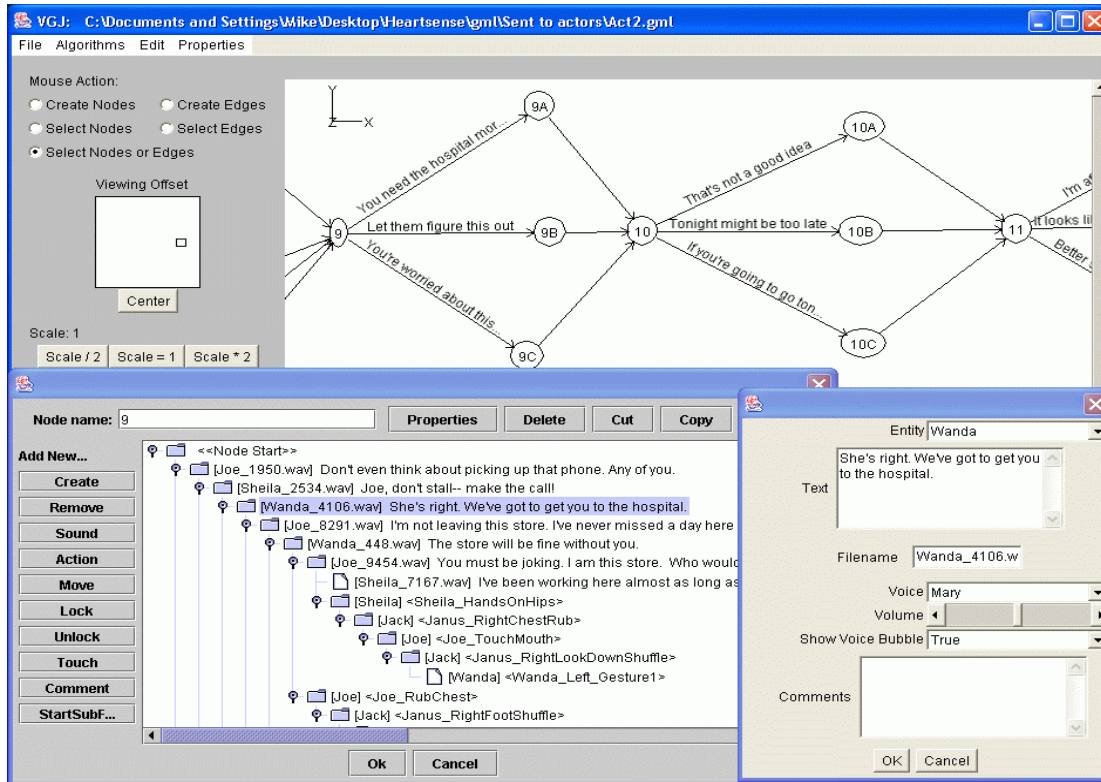 VGJ: C:\Documents and Settings\Mike\Desktop\Heartsense\gml\Sent to actors\Act2.gml
File Algorithms Edit Properties
Mouse Action:
Create Nodes Create Edges
Select Nodes Select Edges
Select Nodes or Edges
Viewing Offset
Center
Scale: 1
Scale / 2 Scale = 1 Scale * 2
Y
X
Z
9A
10A
You need the hospital mor...
That's not a good idea
I'm af
9
Let them figure this out
9B
10
Tonight might be too late
10B
11
It looks li
You're worried about this...
If you're going to go ton...
Better s
9C
10C
Node name: 9
Properties Delete Cut Copy
Add New...
Create
Remove
Sound
Action
Move
Lock
Unlock
Touch
Comment
StartSubF...
<<Node Start>>
[Joe_1950.wav] Don't even think about picking up that phone. Any of you.
[Sheila_2534.wav] Joe, don't stall-- make the call!
[Wanda_4106.wav] She's right. We've got to get you to the hospital.
[Joe_8291.wav] I'm not leaving this store. I've never missed a day here
[Wanda_448.wav] The store will be fine without you.
[Joe_9454.wav] You must be joking. I am this store. Who would
[Sheila_7167.wav] I've been working here almost as long as
[Sheila] <Sheila_HandsOnHips>
[Jack] <Janus_RightChestRub>
[Joe] <Joe_TouchMouth>
[Jack] <Janus_RightLookDownShuffle>
[Wanda] <Wanda_Left_Gesture1>
[Joe] <Joe_RubChest>
[Jack] <Janus_RightFootShuffle>
Ok Cancel
Entity Wanda
Text
She's right. We've got to get you
to the hospital.
Filename Wanda_4106.w
Voice Mary
Volume
Show Voice Bubble True
Comments
OK Cancel